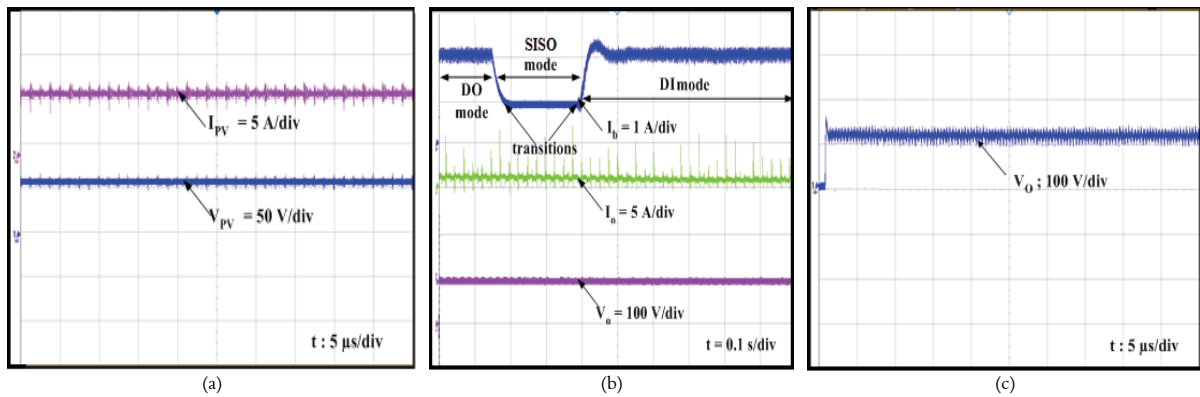 I_PV = 5 A/div
V_PV = 50 V/div
t : 5 µs/div
(a)
SISO
mode
DO
mode
DI mode
transitions
I_b = 1 A/div
I_o = 5 A/div
V_o = 100 V/div
t = 0.1 s/div
(b)
V_O ; 100 V/div
t : 5 µs/div
(c)